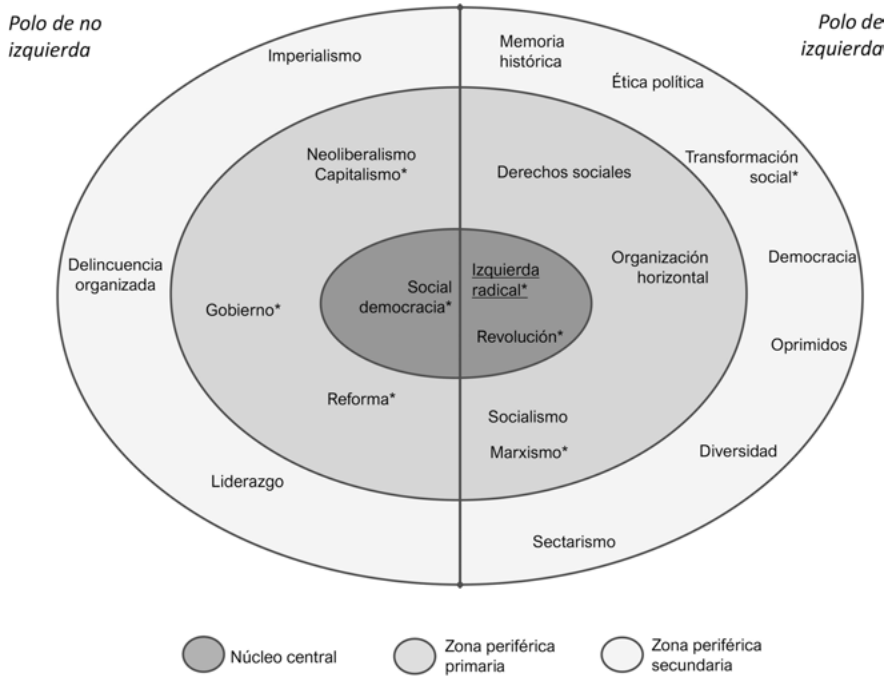 Polo de no
izquierda
Polo de
izquierda
Imperialismo
Memoria
histórica
Ética política
Neoliberalismo
Capitalismo*
Derechos sociales
Transformación
social*
Delincuencia
organizada
Gobierno*
Social
democracia*
Izquierda
radical*
Revolución*
Organización
horizontal
Democracia
Oprimidos
Reforma*
Socialismo
Marxismo*
Diversidad
Liderazgo
Sectarismo
Núcleo central
Zona periférica
primaria
Zona periférica
secundaria